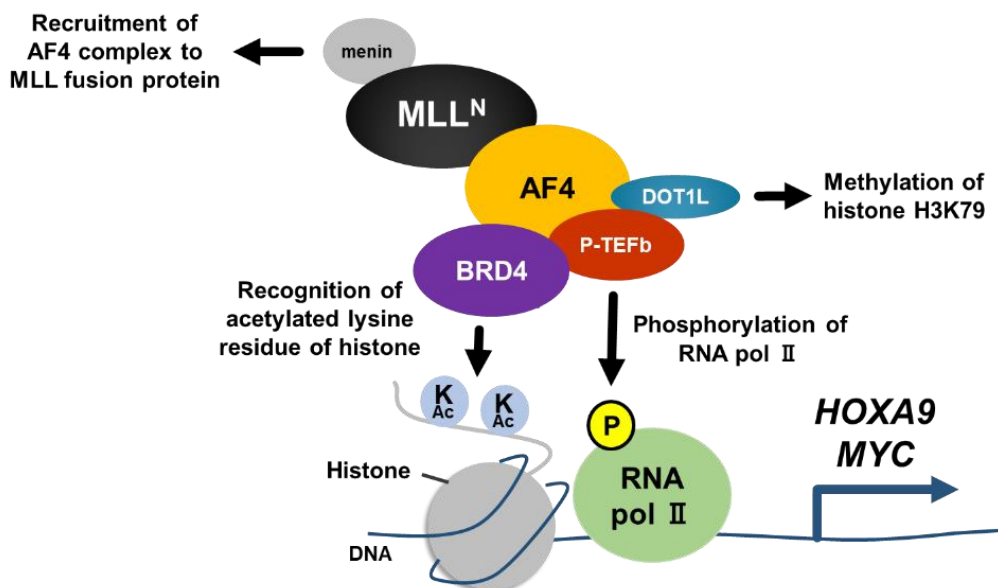 Recruitment of
AF4 complex to
MLL fusion protein
menin
MLLᴺ
AF4
DOT1L
Methylation of
histone H3K79
P-TEFb
BRD4
Recognition of
acetylated lysine
residue of histone
Phosphorylation of
RNA pol Ⅱ
K
Ac
K
Ac
P
HOXA9
MYC
Histone
RNA
pol Ⅱ
DNA